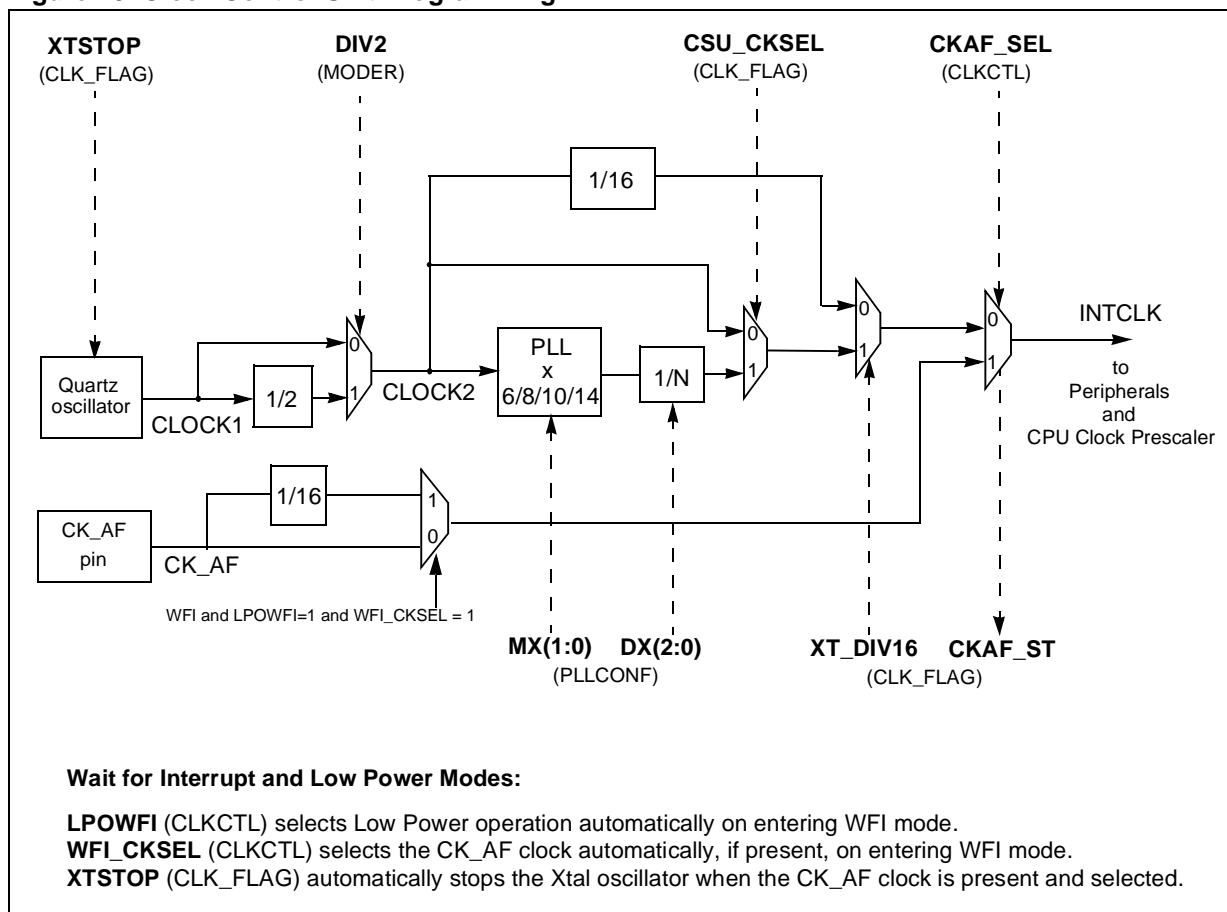 XTSTOP
(CLK_FLAG)
DIV2
(MODER)
CSU_CKSEL
(CLK_FLAG)
CKAF_SEL
(CLKCTL)
1/16
Quartz
oscillator
CLOCK1
1/2
0
1
CLOCK2
PLL
x
6/8/10/14
1/N
0
1
0
1
0
1
INTCLK
to
Peripherals
and
CPU Clock Prescaler
CK_AF
pin
CK_AF
1/16
1
0
WFI and LPOWFI=1 and WFI_CKSEL = 1
MX(1:0) DX(2:0)
(PLLCONF)
XT_DIV16 CKAF_ST
(CLK_FLAG)
Wait for Interrupt and Low Power Modes:
LPOWFI (CLKCTL) selects Low Power operation automatically on entering WFI mode.
WFI_CKSEL (CLKCTL) selects the CK_AF clock automatically, if present, on entering WFI mode.
XTSTOP (CLK_FLAG) automatically stops the Xtal oscillator when the CK_AF clock is present and selected.